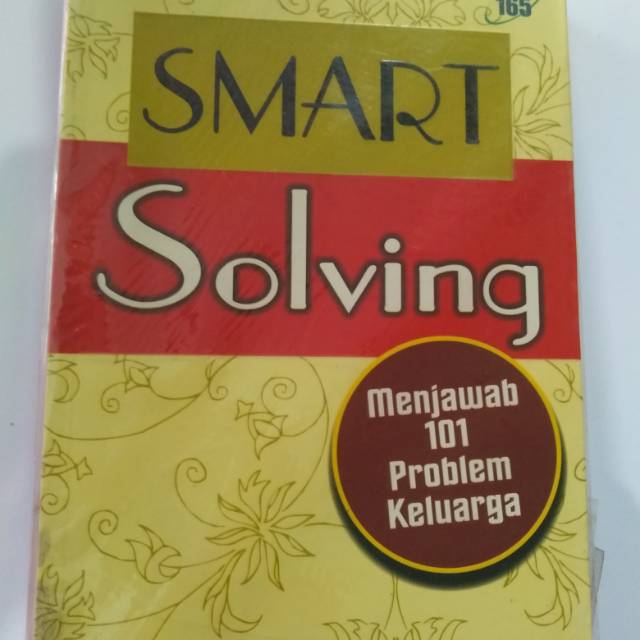 165
SMART
Solving
Menjawab
101
Problem
Keluarga